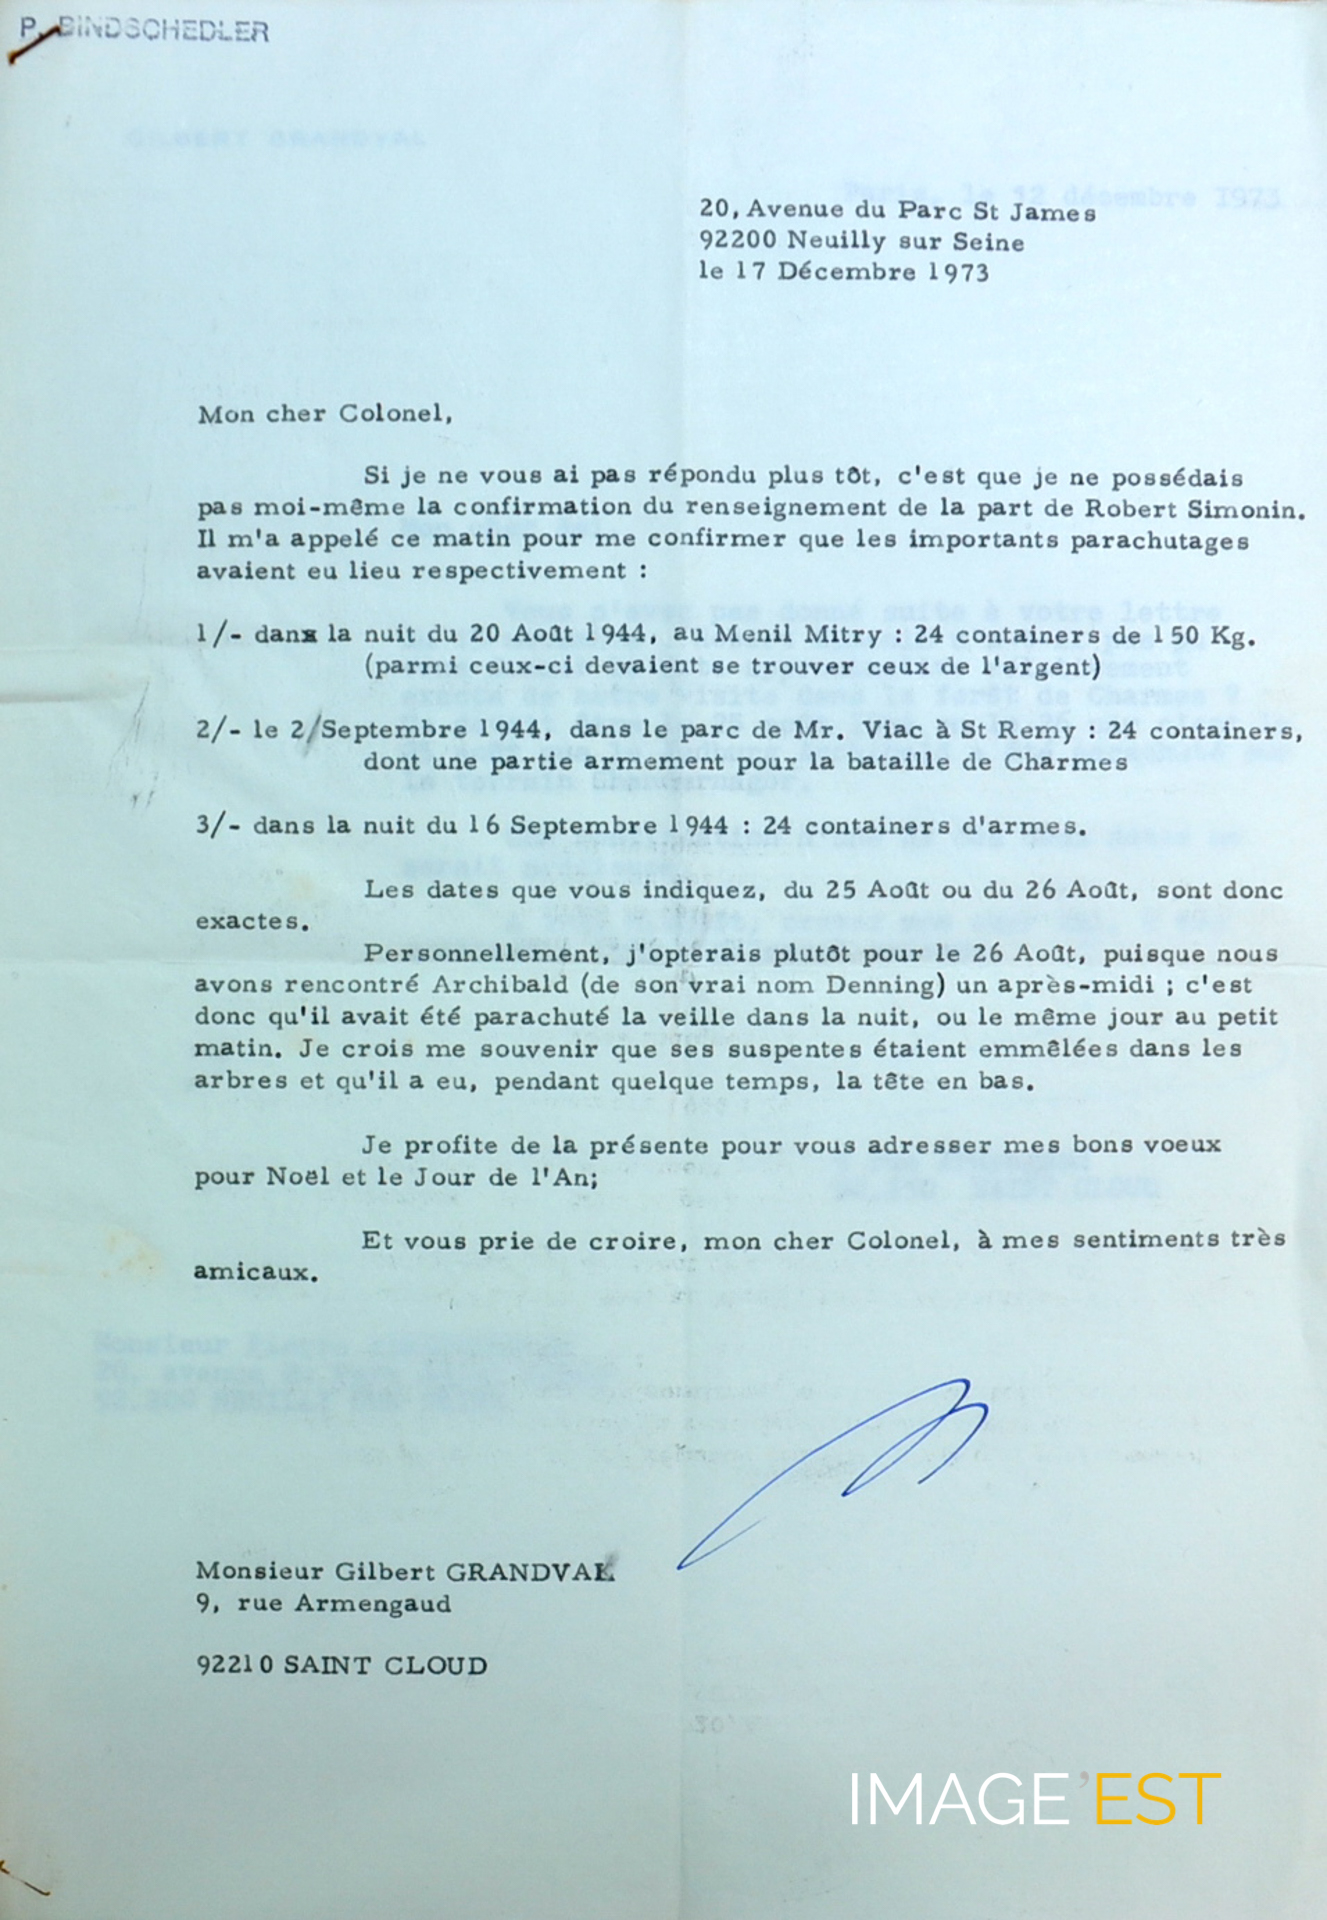 P. BINDSCHEDLER
20, Avenue du Parc St James
92200 Neuilly sur Seine
le 17 Décembre 1973
Mon cher Colonel,
Si je ne vous ai pas répondu plus tôt, c'est que je ne possédais
pas moi-même la confirmation du renseignement de la part de Robert Simonin.
Il m'a appelé ce matin pour me confirmer que les importants parachutages
avaient eu lieu respectivement :
1/- dans la nuit du 20 Août 1944, au Menil Mitry : 24 containers de 150 Kg.
(parmi ceux-ci devaient se trouver ceux de l'argent)
2/- le 2/Septembre 1944, dans le parc de Mr. Viac à St Remy : 24 containers,
dont une partie armement pour la bataille de Charmes
3/- dans la nuit du 16 Septembre 1944 : 24 containers d'armes.
Les dates que vous indiquez, du 25 Août ou du 26 Août, sont donc
exactes.
Personnellement, j'opterais plutôt pour le 26 Août, puisque nous
avons rencontré Archibald (de son vrai nom Denning) un après-midi ; c'est
donc qu'il avait été parachuté la veille dans la nuit, ou le même jour au petit
matin. Je crois me souvenir que ses suspentes étaient emmêlées dans les
arbres et qu'il a eu, pendant quelque temps, la tête en bas.
Je profite de la présente pour vous adresser mes bons voeux
pour Noël et le Jour de l'An;
Et vous prie de croire, mon cher Colonel, à mes sentiments très
amicaux.
Monsieur Gilbert GRANDVAL
9, rue Armengaud
92210 SAINT CLOUD
IMAGE'EST